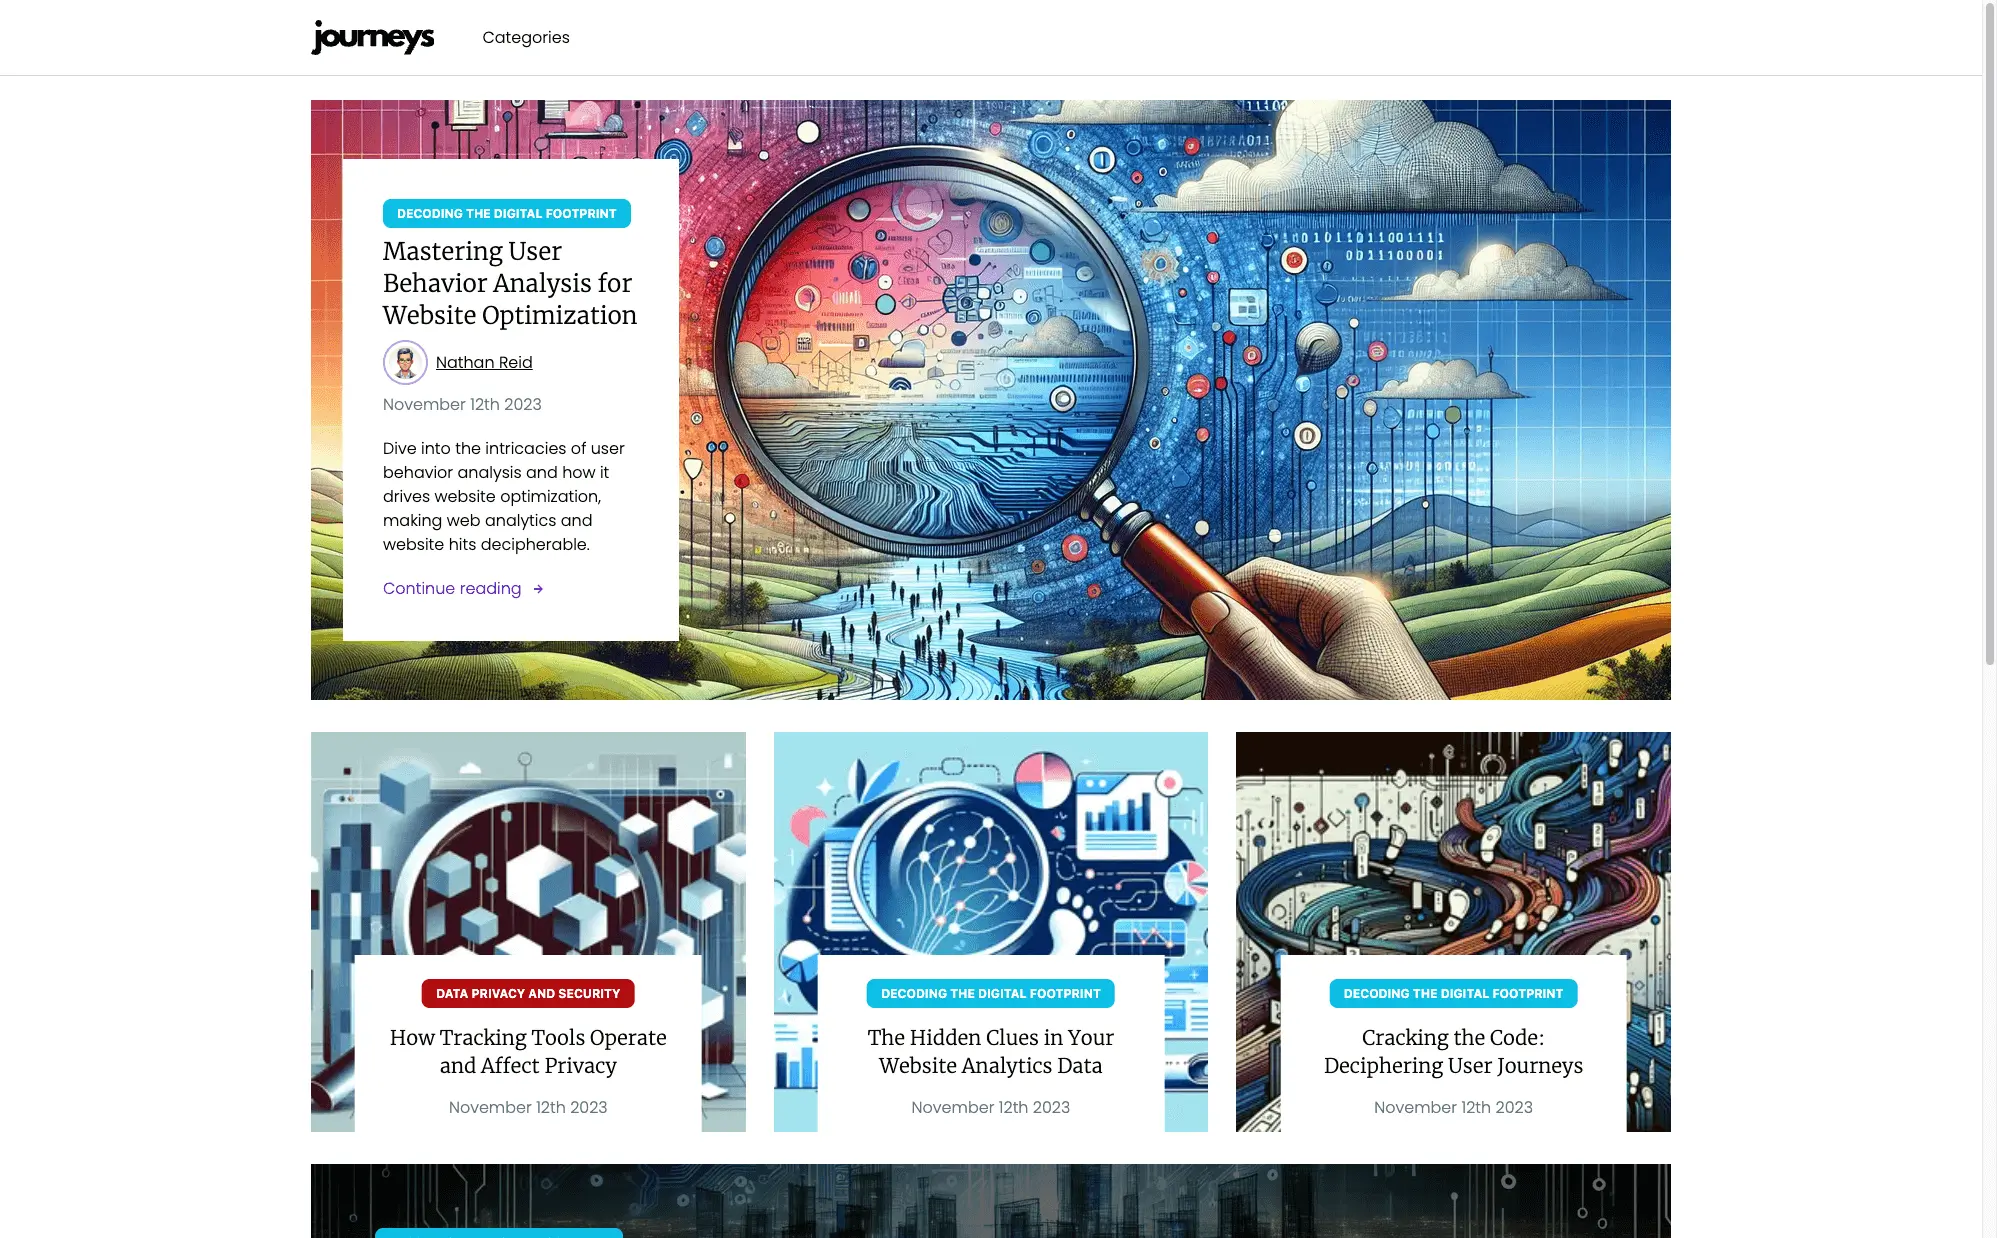 journeys
Categories
DECODING THE DIGITAL FOOTPRINT
Mastering User
Behavior Analysis for
Website Optimization
Nathan Reid
November 12th 2023
Dive into the intricacies of user
behavior analysis and how it
drives website optimization,
making web analytics and
website hits decipherable.
Continue reading →
DATA PRIVACY AND SECURITY
How Tracking Tools Operate
and Affect Privacy
November 12th 2023
DECODING THE DIGITAL FOOTPRINT
The Hidden Clues in Your
Website Analytics Data
November 12th 2023
DECODING THE DIGITAL FOOTPRINT
Cracking the Code:
Deciphering User Journeys
November 12th 2023